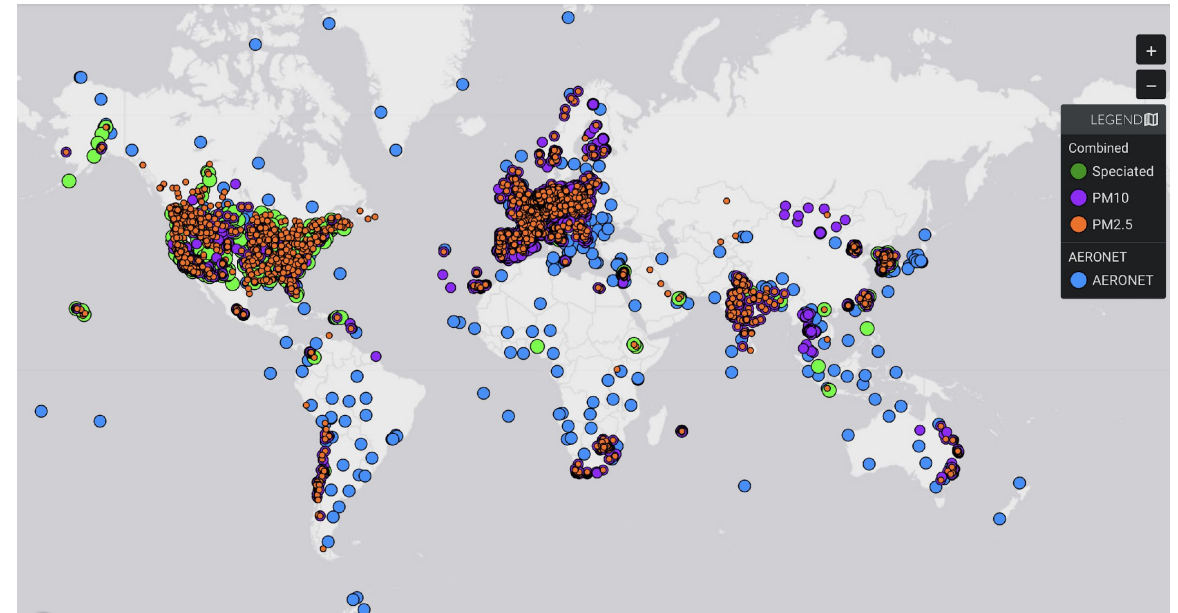 +
−
LEGEND
Combined
Speciated
PM10
PM2.5
AERONET
AERONET